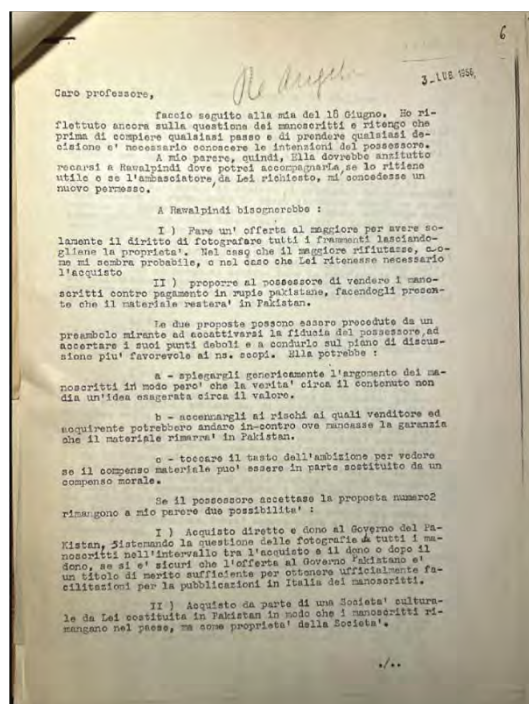 6
Re Angelo
3_LUG 1956
Caro professore,
faccio seguito alla mia del 18 Giugno. Ho ri-
flettuto ancora sulla questione dei manoscritti e ritengo che
prima di compiere qualsiasi passo e di prendere qualsiasi de-
cisione e' necessario conoscere le intenzioni del possessore.
A mio parere, quindi, Ella dovrebbe anzitutto
recarsi a Rawalpindi dove potrei accompagnarLa se lo ritiene
utile e se l'ambasciatore, da Lei richiesto, mi concedesse un
nuovo permesso.
A Rawalpindi bisognerebbe :
I ) Fare un' offerta al maggiore per avere so-
lamente il diritto di fotografare tutti i frammenti lasciando-
gliene la proprieta'. Nel caso che il maggiore rifiutasse, co-
me mi sembra probabile, o nel caso che Lei ritenesse necessario
l'acquisto
II ) proporre al possessore di vendere i mano-
scritti contro pagamento in rupie pakistane, facendogli presen-
te che il materiale restera' in Pakistan.
Le due proposte possono essere precedute da un
preambolo mirante ad accattivarsi la fiducia del possessore, ad
accertare i suoi punti deboli e a condurlo sul piano di discus-
sione piu' favorevole ai ns. scopi. Ella potrebbe :
a - spiegargli genericamente l'argomento dei ma-
noscritti in modo pero' che la verita' circa il contenuto non
dia un'idea esagerata circa il valore.
b - accennargli ai rischi ai quali venditore ed
acquirente potrebbero andare in-contro ove mancasse la garanzia
che il materiale rimarra' in Pakistan.
c - toccare il tasto dell'ambizione per vedere
se il compenso materiale puo' essere in parte sostituito da un
compenso morale.
Se il possessore accettase la proposta numero2
rimangono a mio parere due possibilita' :
I ) Acquisto diretto e dono al Governo del Pa-
Kistan, sistemando la questione delle fotografie di tutti i ma-
noscritti nell'intervallo tra l'acquisto e il dono o dopo il
dono, se si e' sicuri che l'offerta al Governo Pakistano e'
un titolo di merito sufficiente per ottenere ufficialmente fa-
cilitazioni per la pubblicazioni in Italia dei manoscritti.
II ) Acquisto da parte di una Societa' cultura-
le da Lei costituita in Pakistan in modo che i manoscritti ri-
mangano nel paese, ma come proprieta' della Societa'.
./..